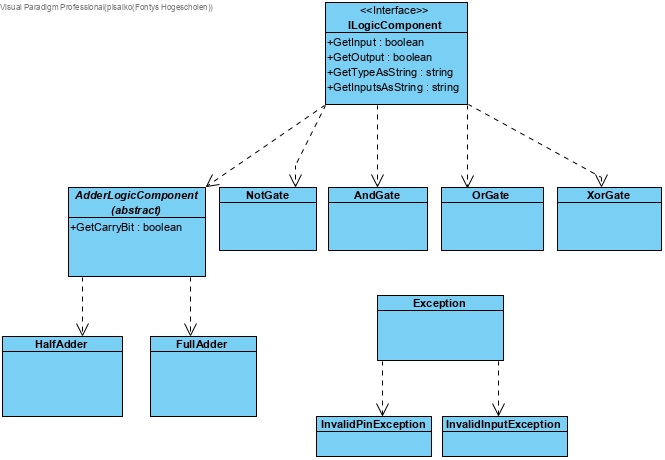 Visual Paradigm Professional(pisalko(Fontys Hogescholen))
<<Interface>>
ILogicComponent
+GetInput : boolean
+GetOutput : boolean
+GetTypeAsString : string
+GetInputsAsString : string
AdderLogicComponent
(abstract)
+GetCarryBit : boolean
NotGate
AndGate
OrGate
XorGate
Exception
HalfAdder
FullAdder
InvalidPinException
InvalidInputException